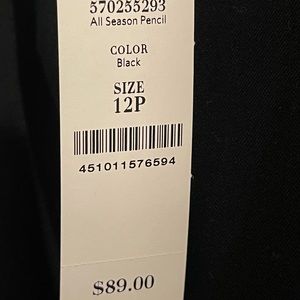 570255293
All Season Pencil
COLOR
Black
SIZE
12P
451011576594
$89.00